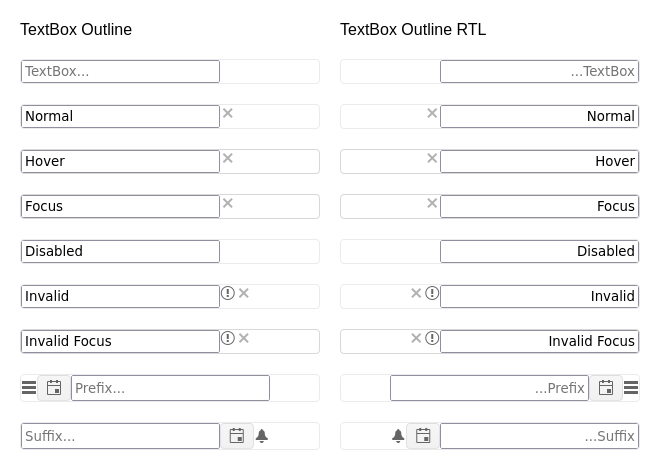 TextBox Outline
TextBox...
Normal
Hover
Focus
Disabled
Invalid
Invalid Focus
Prefix...
Suffix...
TextBox Outline RTL
...TextBox
Normal
Hover
Focus
Disabled
Invalid
Invalid Focus
...Prefix
...Suffix